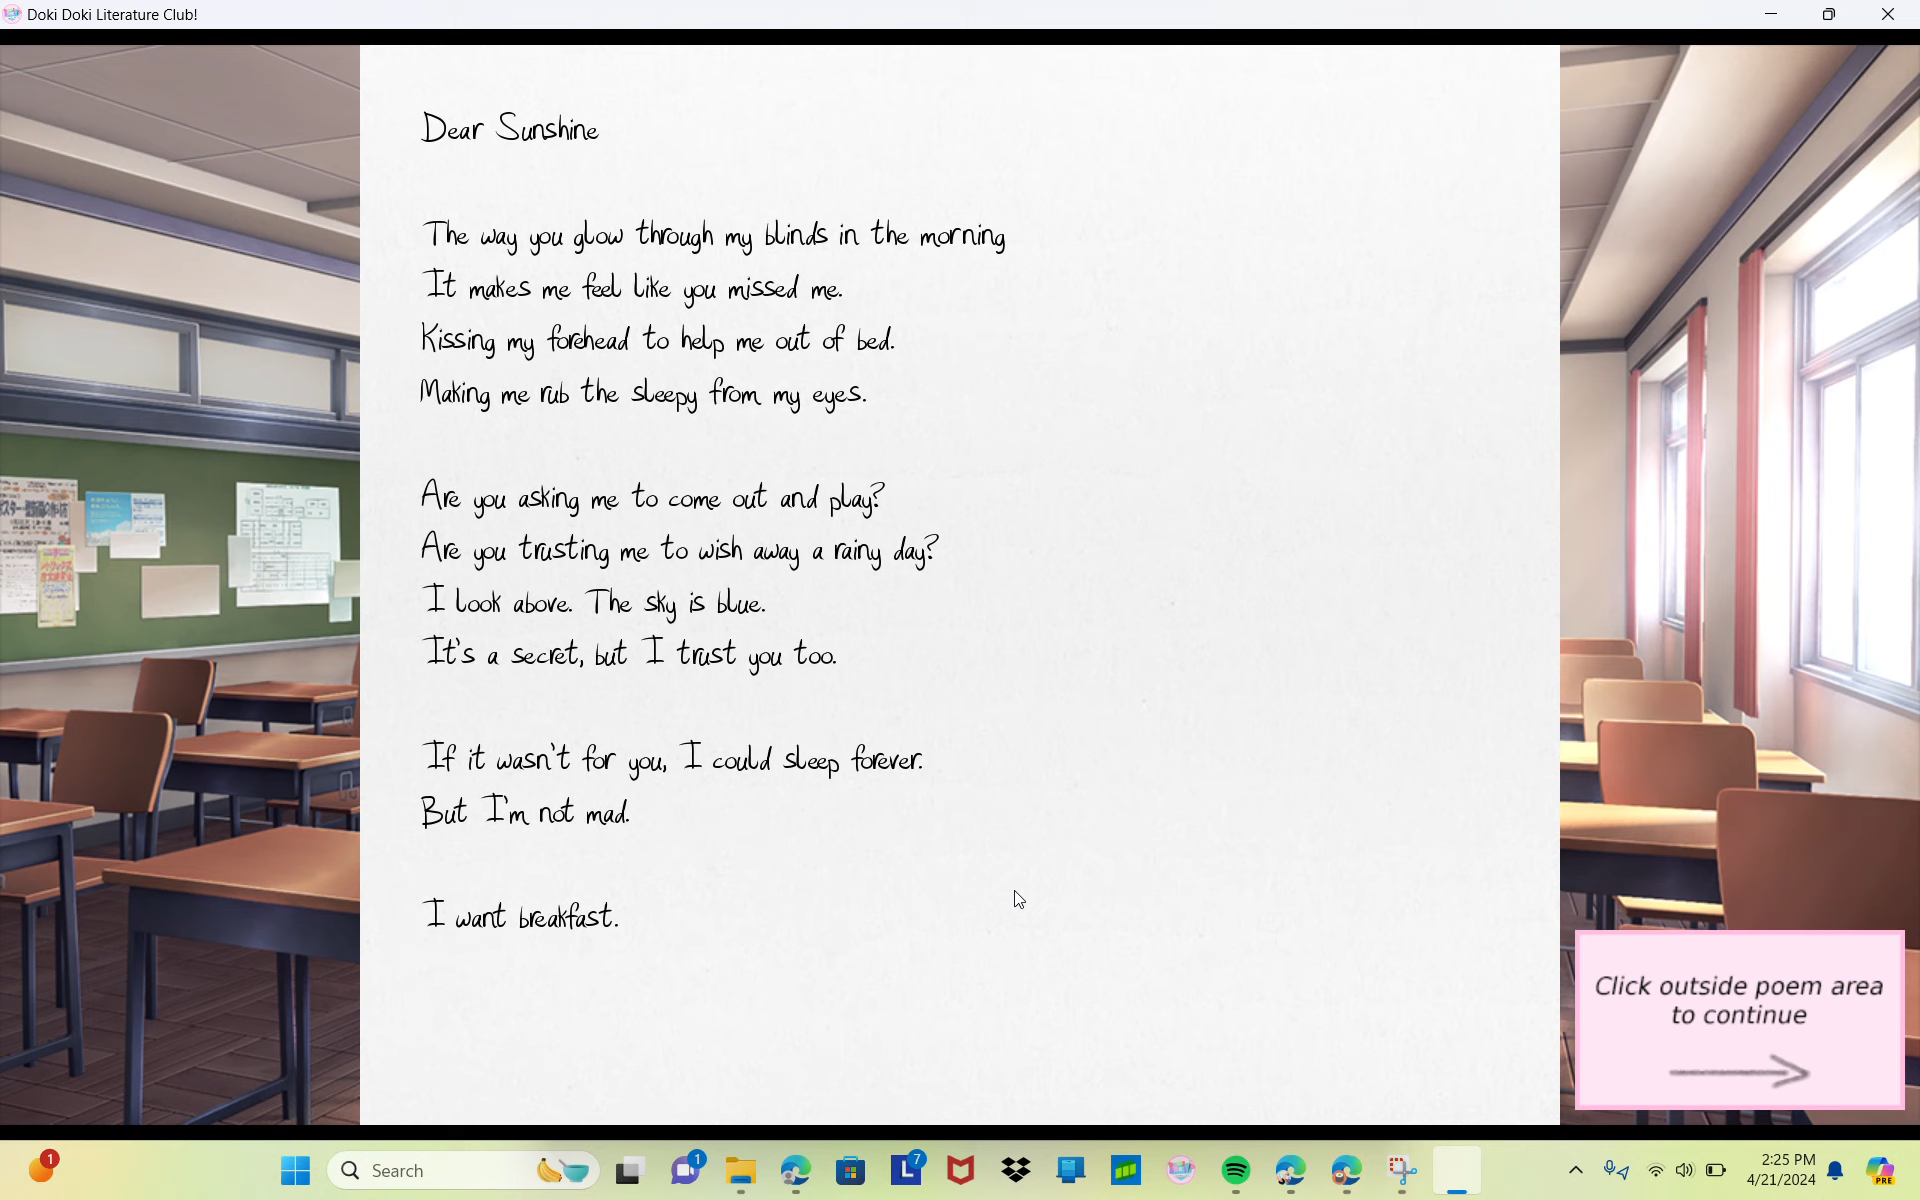 Doki Doki Literature Club!
Dear Sunshine
The way you glow through my blinds in the morning
It makes me feel like you missed me.
Kissing my forehead to help me out of bed.
Making me rub the sleepy from my eyes.
Are you asking me to come out and play?
Are you trusting me to wish away a rainy day?
I look above. The sky is blue.
It's a secret, but I trust you too.
If it wasn't for you, I could sleep forever.
But I'm not mad.
I want breakfast.
Click outside poem area
to continue
1
Search
1
L
7
PRE
2:25 PM
4/21/2024